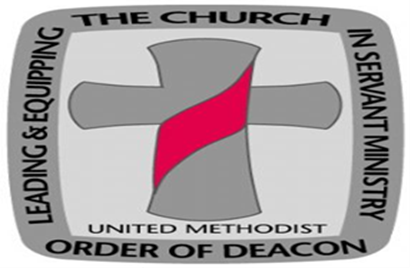 LEADING & EQUIPPING
THE CHURCH
IN SERVANT MINISTRY
UNITED METHODIST
ORDER OF DEACON